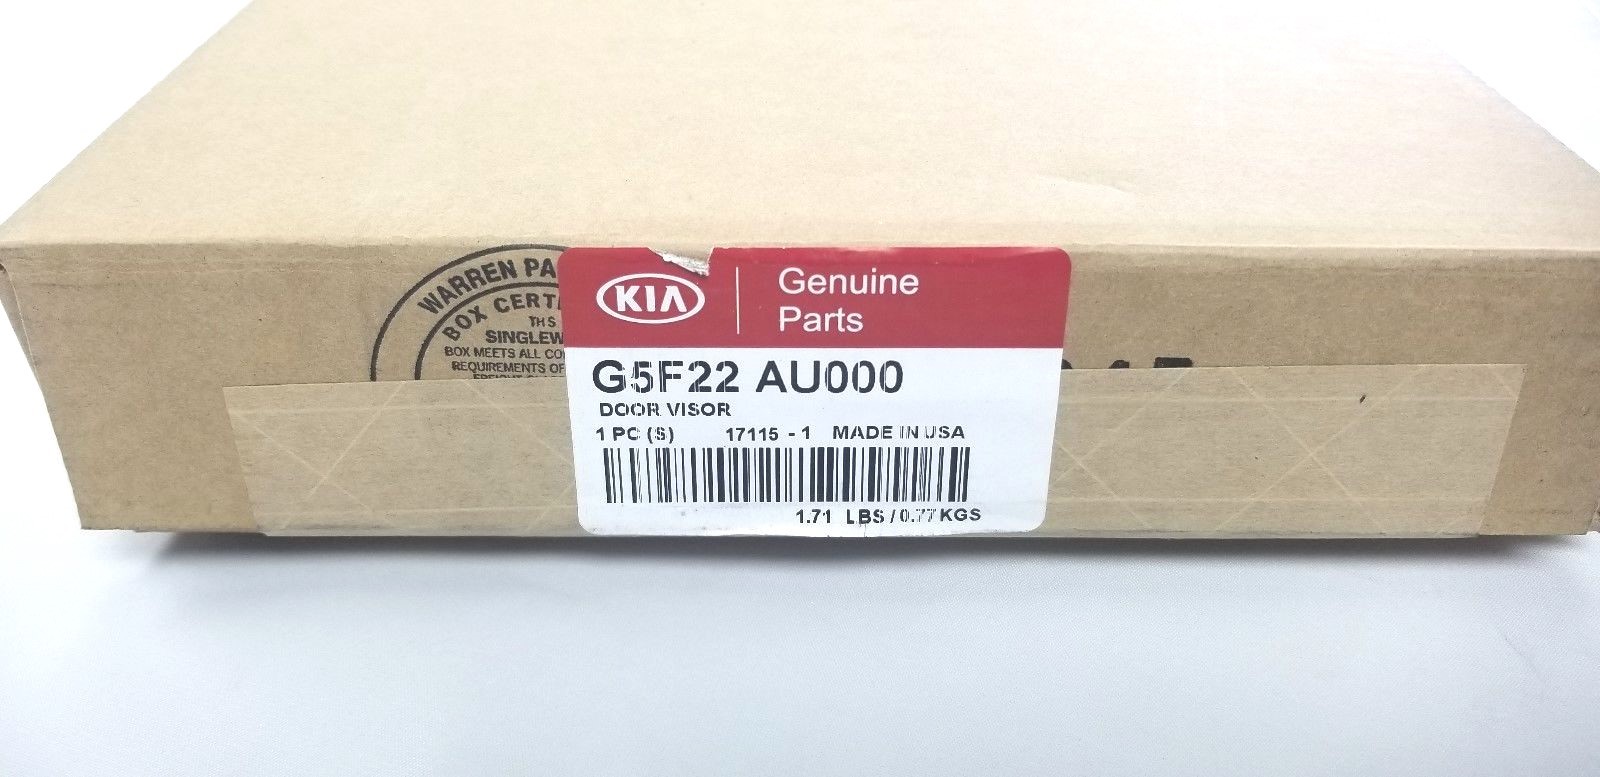 WARREN PA
BOX CERT
THS
SINGLEW
BOX MEETS ALL CO
REQUIREMENTS OF
KIA
Genuine
Parts
G5F22 AU000
DOOR VISOR
1 PC (S) 17115 - 1 MADE IN USA
1.71 LBS / 0.77 KGS